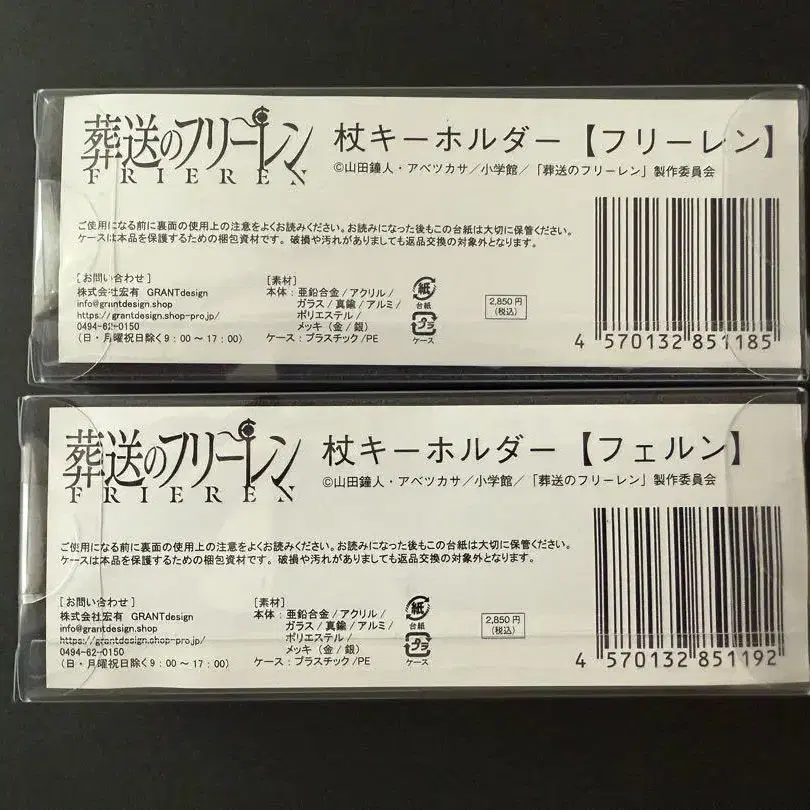 葬送のフリーレン
FRIEREN
杖キーホルダー【フリーレン】
©山田鐘人・アベツカサ/小学館/「葬送のフリーレン」製作委員会
ご使用になる前に裏面の使用上の注意をよくお読みください。お読みになった後もこの台紙は大切に保管ください。
ケースは本品を保護するための梱包資材です。破損や汚れがありましても返品交換の対象外となります。
[お問い合わせ]
株式会社宏有 GRANTdesign
info@grantdesign.shop
https://grantdesign.shop-pro.jp/
0494-62-0150
(日・月曜祝日除く9:00~17:00)
[素材]
本体:亜鉛合金/アクリル/
ガラス/真鍮/アルミ/
ポリエステル/
メッキ(金/銀)
ケース:プラスチック/PE
紙
台紙
プラ
ケース
2,850円
(税込)
4 570132 851185
葬送のフリーレン
FRIEREN
杖キーホルダー【フェルン】
©山田鐘人・アベツカサ/小学館/「葬送のフリーレン」製作委員会
ご使用になる前に裏面の使用上の注意をよくお読みください。お読みになった後もこの台紙は大切に保管ください。
ケースは本品を保護するための梱包資材です。破損や汚れがありましても返品交換の対象外となります。
[お問い合わせ]
株式会社宏有 GRANTdesign
info@grantdesign.shop
https://grantdesign.shop-pro.jp/
0494-62-0150
(日・月曜祝日除く9:00~17:00)
[素材]
本体:亜鉛合金/アクリル/
ガラス/真鍮/アルミ/
ポリエステル/
メッキ(金/銀)
ケース:プラスチック/PE
紙
台紙
プラ
ケース
2,850円
(税込)
4 570132 851192